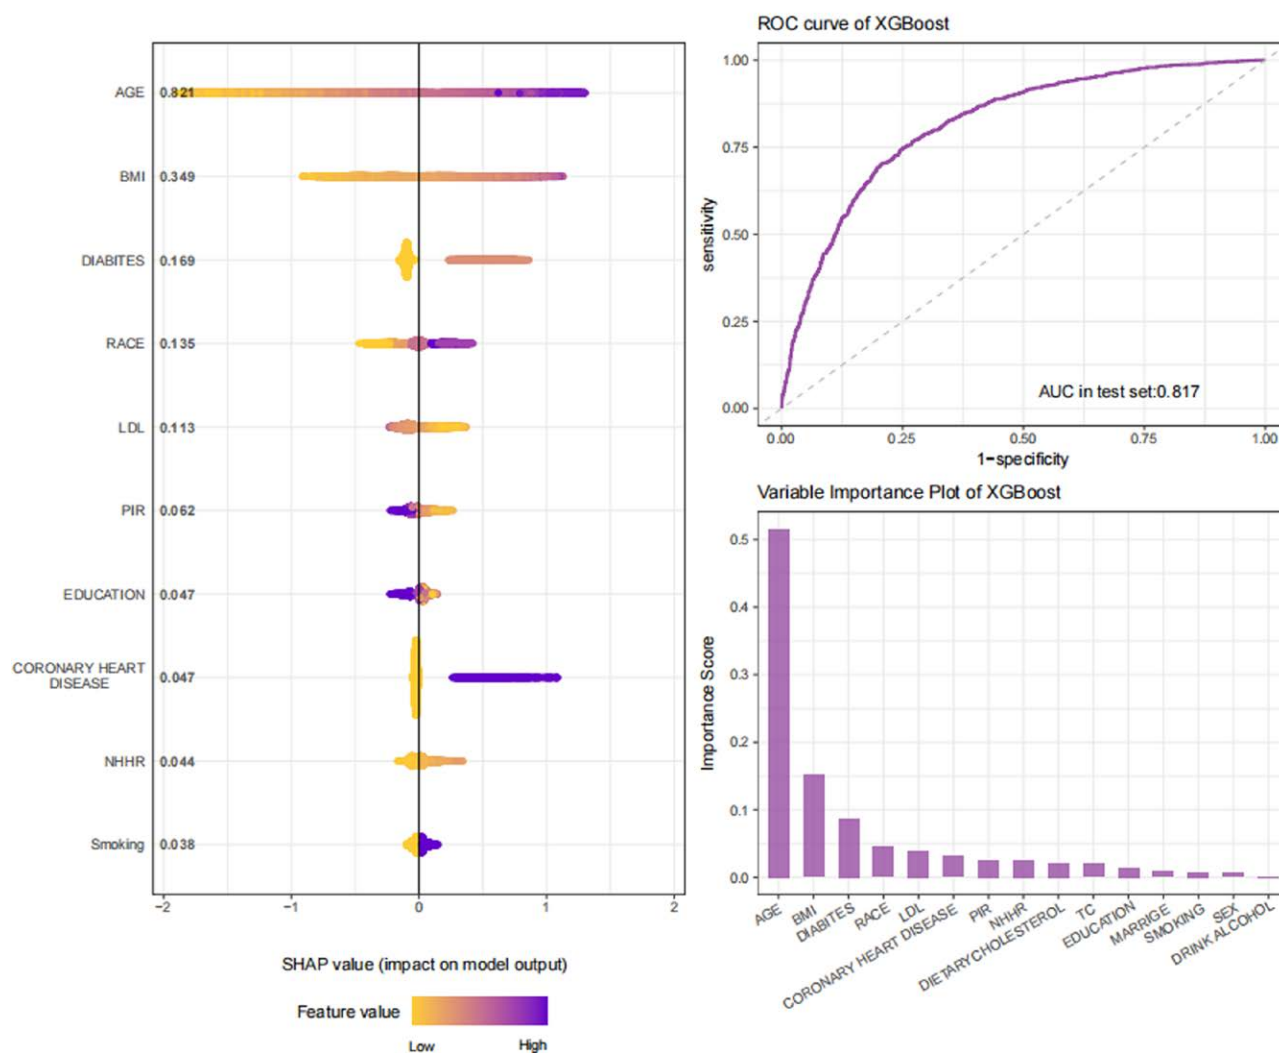 AGE 0.821
BMI 0.349
DIABITES 0.169
RACE 0.135
LDL 0.113
PIR 0.062
EDUCATION 0.047
CORONARY HEART
DISEASE 0.047
NHHR 0.044
Smoking 0.038
−2 −1 0 1 2
SHAP value (impact on model output)
Feature value
Low High
ROC curve of XGBoost
1.00
0.75
0.50
0.25
0.00
sensitivity
AUC in test set:0.817
0.00 0.25 0.50 0.75 1.00
1−specificity
Variable Importance Plot of XGBoost
0.5
0.4
0.3
0.2
0.1
0.0
Importance Score
AGE
BMI
DIABITES
RACE
LDL
CORONARY HEART DISEASE
PIR
NHHR
DIETARYCHOLESTEROL
TC
EDUCATION
MARRIGE
SMOKING
SEX
DRINK ALCOHOL